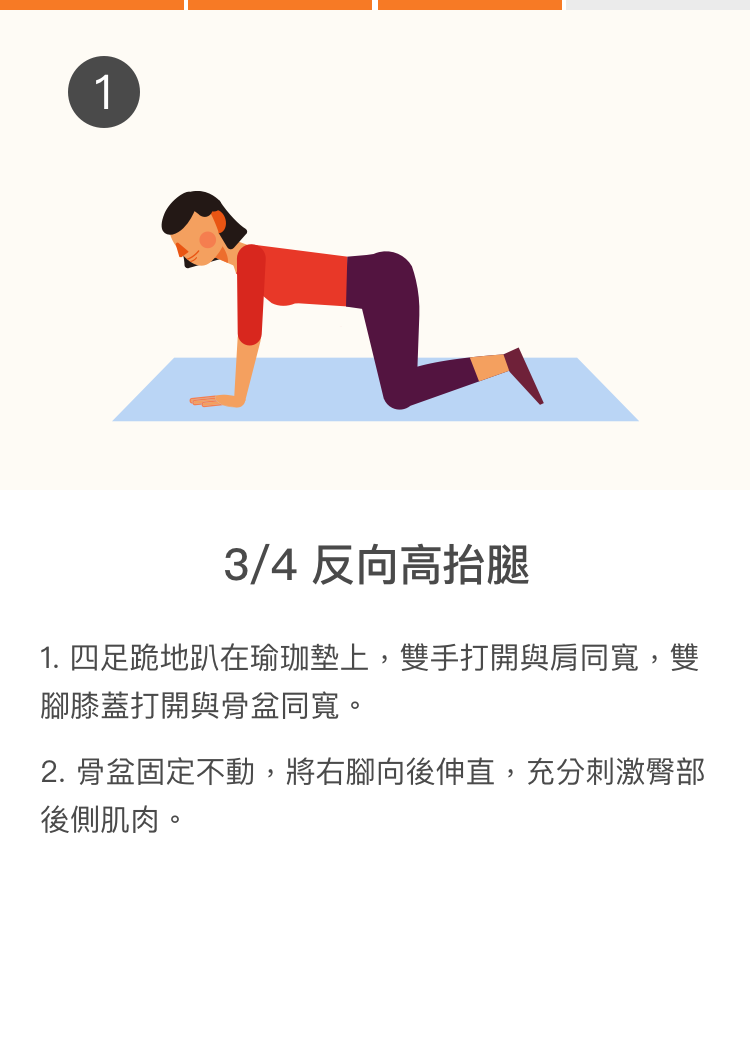 1
3/4 反向高抬腿
1. 四足跪地趴在瑜珈墊上，雙手打開與肩同寬，雙
腳膝蓋打開與骨盆同寬。
2. 骨盆固定不動，將右腳向後伸直，充分刺激臀部
後側肌肉。